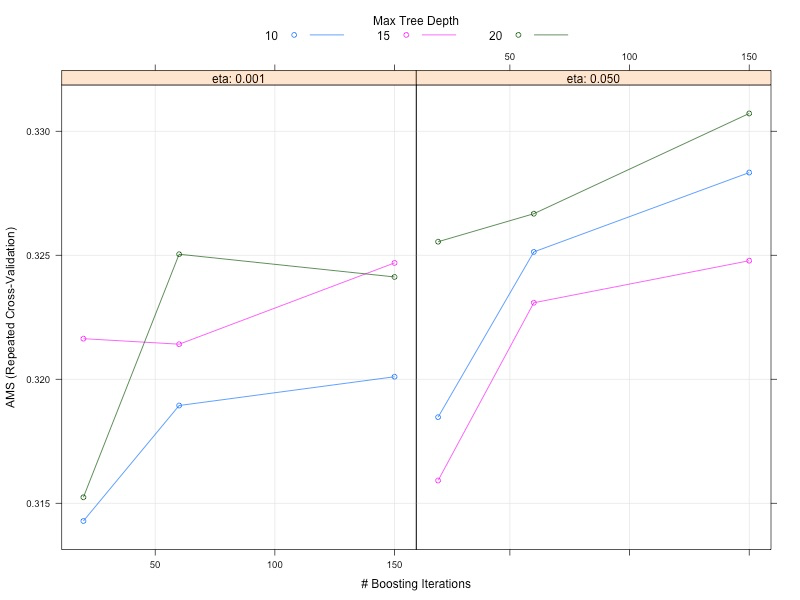 Max Tree Depth
10 15 20
50 100 150
eta: 0.001 eta: 0.050
0.330
0.325
0.320
0.315
AMS (Repeated Cross-Validation)
50 100 150
# Boosting Iterations